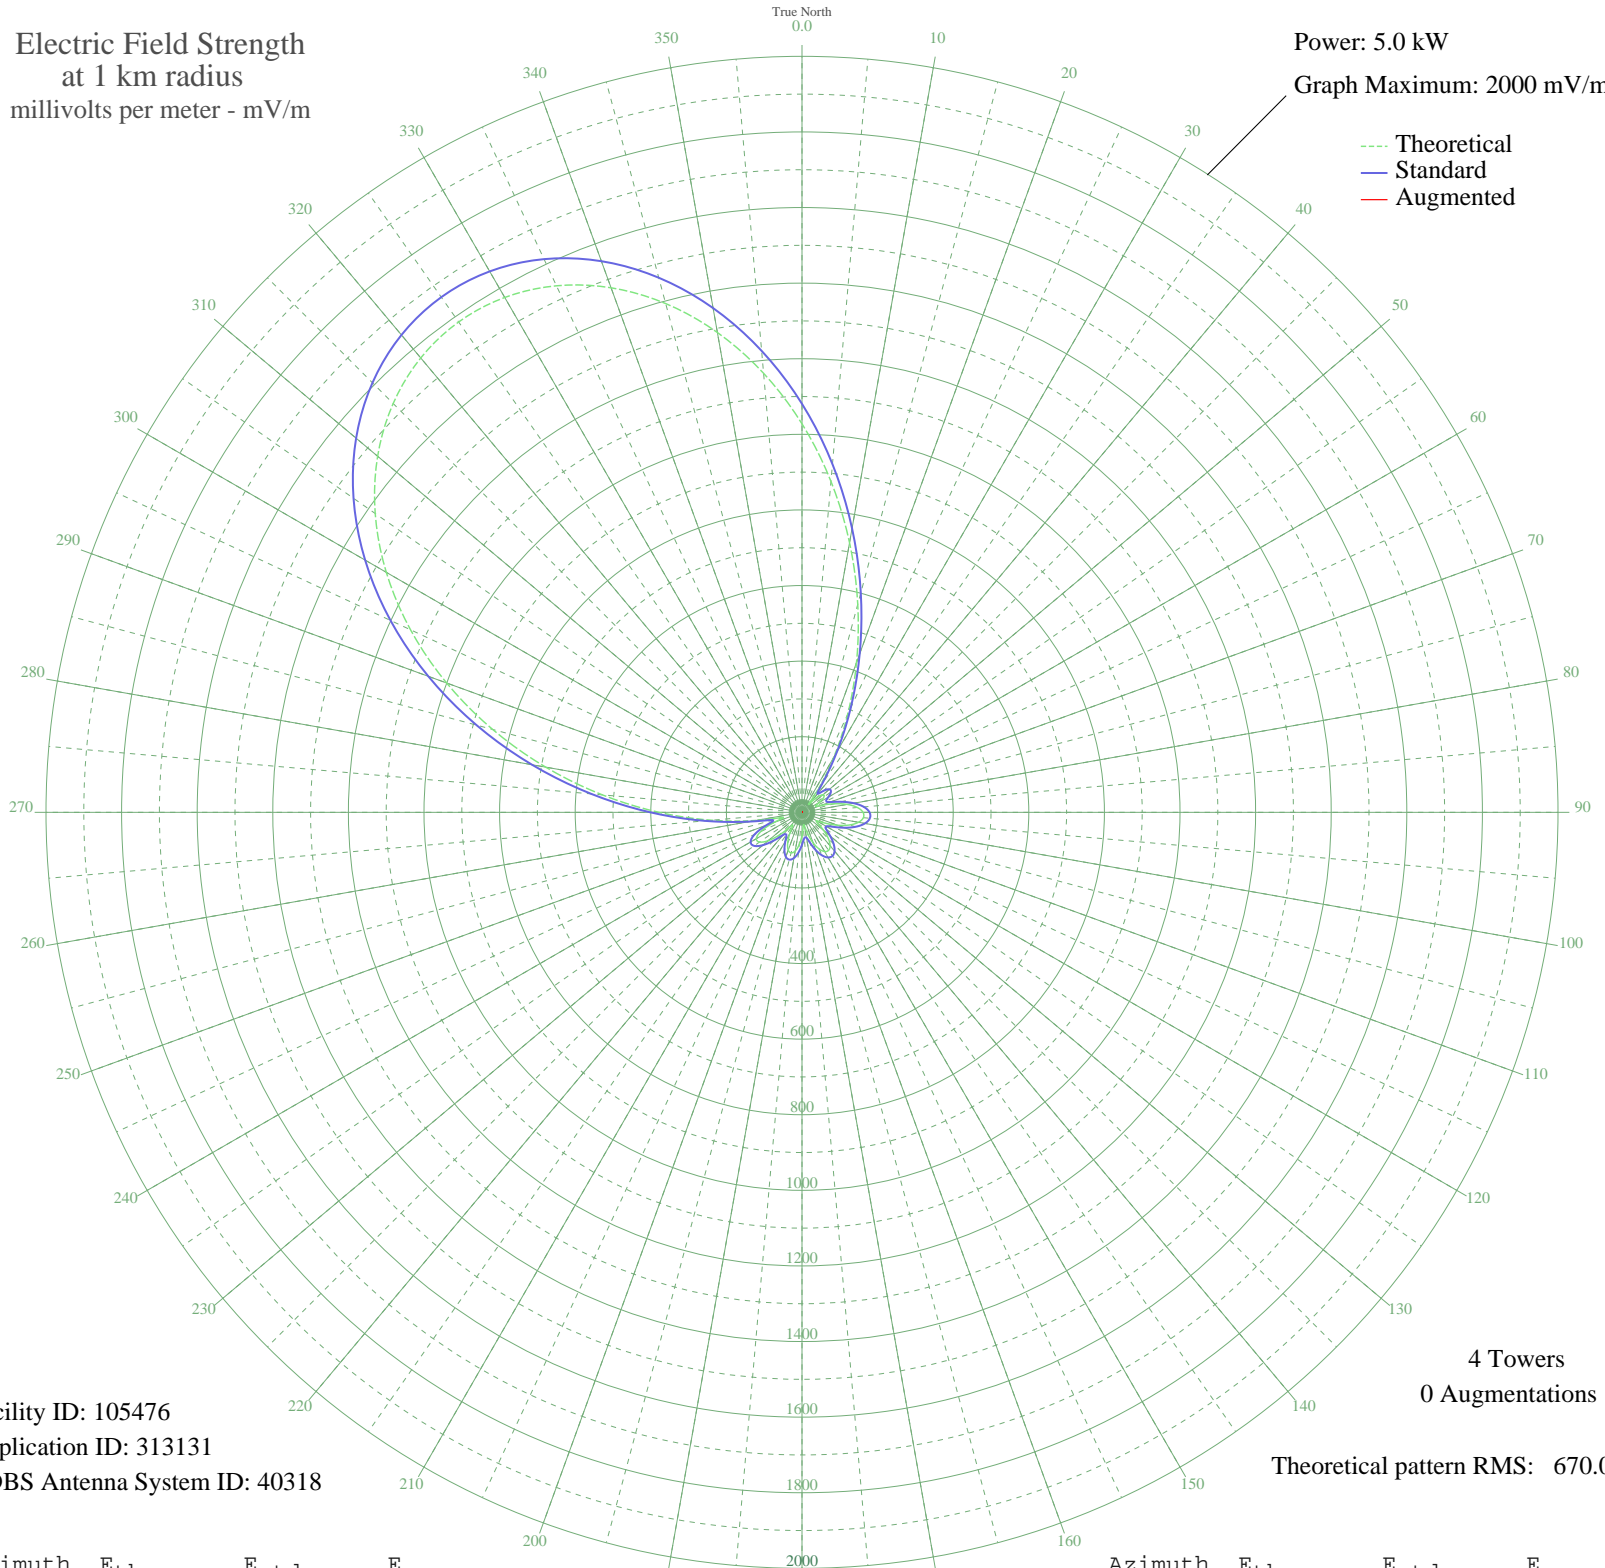 True North
0.0
Electric Field Strength
at 1 km radius
millivolts per meter - mV/m
Power: 5.0 kW
Graph Maximum: 2000 mV/m
Theoretical
Standard
Augmented
350
10
340
20
330
30
320
40
310
50
300
60
290
70
280
80
270
90
260
100
250
110
240
120
230
130
220
140
210
150
200
160
400
600
800
1000
1200
1400
1600
1800
2000
4 Towers
0 Augmentations
Theoretical pattern RMS: 670.0
cility ID: 105476
plication ID: 313131
DBS Antenna System ID: 40318
imuth E E E
Azimuth E E E